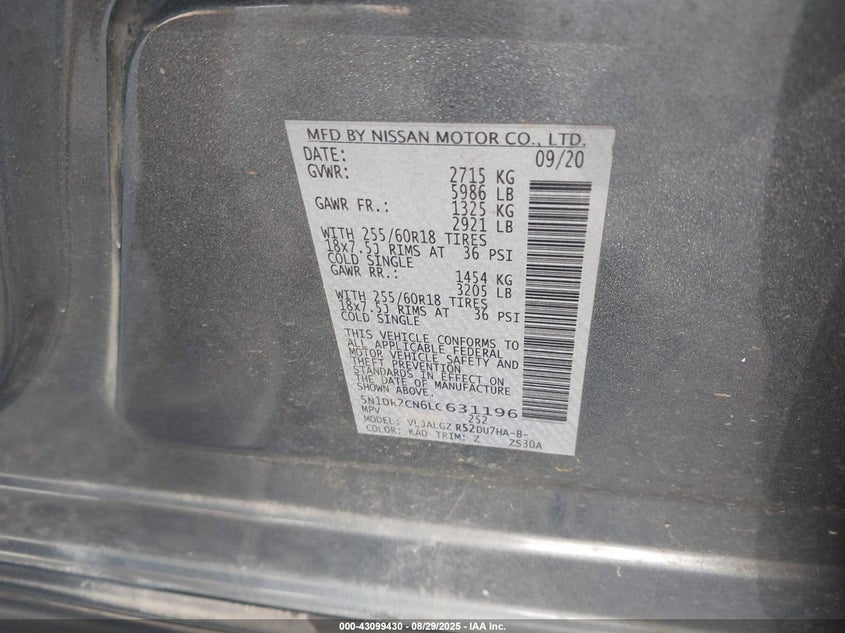 MFD BY NISSAN MOTOR CO., LTD.
DATE: 09/20
GVWR: 2715 KG
5986 LB
GAWR FR.: 1325 KG
2921 LB
WITH 255/60R18 TIRES
18x7.5J RIMS AT 36 PSI
COLD SINGLE
GAWR RR.: 1454 KG
3205 LB
WITH 255/60R18 TIRES
18x7.5J RIMS AT 36 PSI
COLD SINGLE
THIS VEHICLE CONFORMS TO
ALL APPLICABLE FEDERAL
MOTOR VEHICLE SAFETY AND
THEFT PREVENTION
STANDARDS IN EFFECT ON
THE DATE OF MANUFACTURE
SHOWN ABOVE.
5N1DR2CN6LC631196
MPV 252
MODEL: R52DU7HA-B-
COLOR: KAD TRIM: Z ZS30A
000-43099430 - 08/29/2025 - IAA Inc.